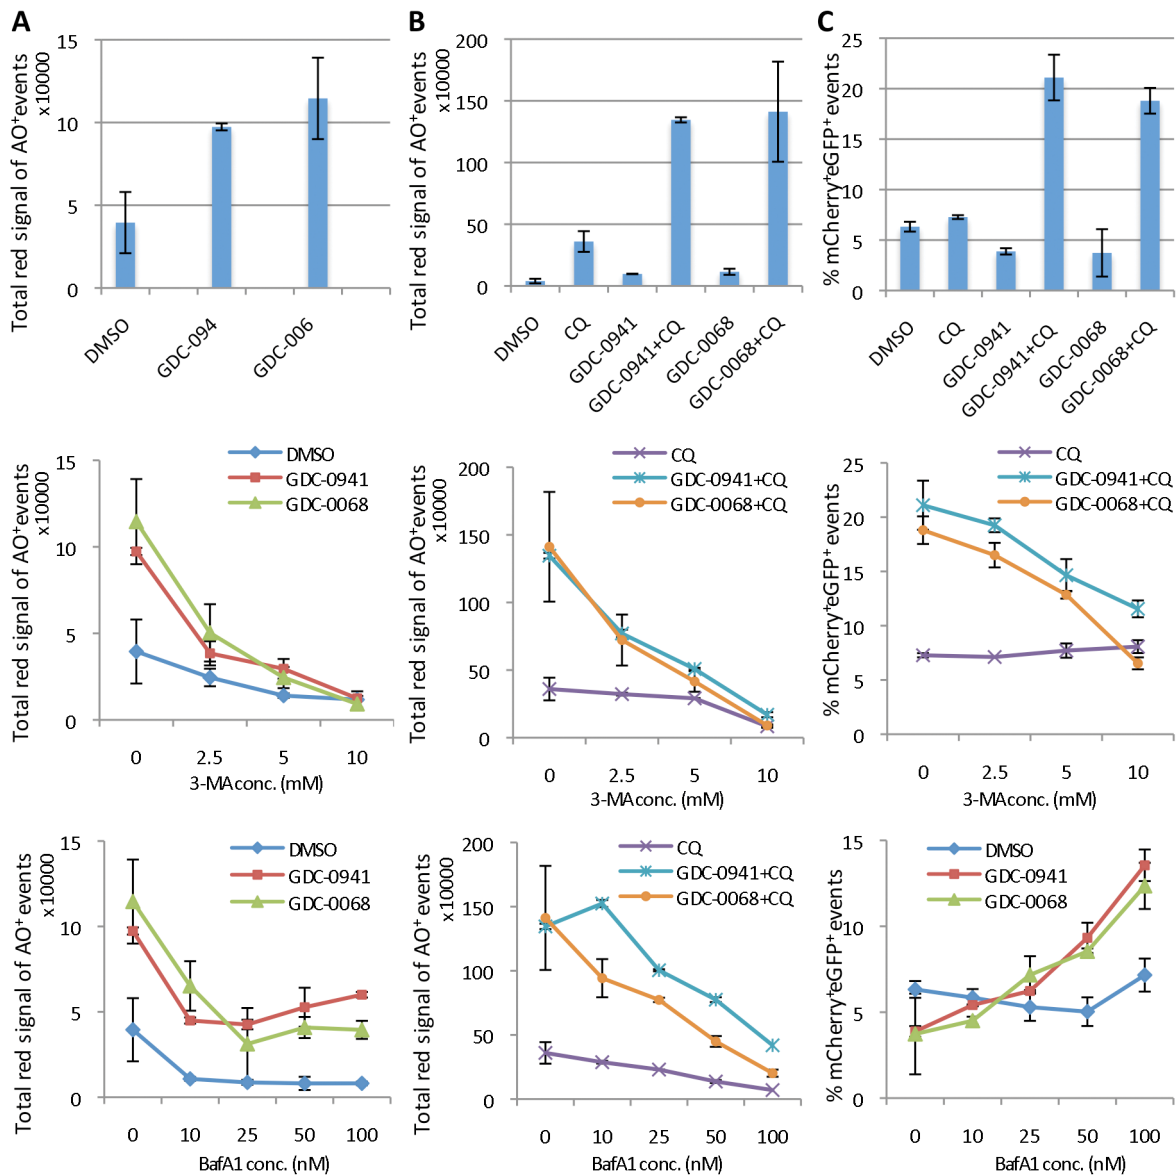 A
Total red signal of AO⁺events
x10000
15
10
5
0
DMSO
GDC-094
GDC-006
B
Total red signal of AO⁺events
x10000
200
150
100
50
0
DMSO
CQ
GDC-0941
GDC-0941+CQ
GDC-0068
GDC-0068+CQ
C
% mCherry⁺eGFP⁺ events
25
20
15
10
5
0
DMSO
CQ
GDC-0941
GDC-0941+CQ
GDC-0068
GDC-0068+CQ
Total red signal of AO⁺events
x10000
15
10
5
0
DMSO
GDC-0941
GDC-0068
0 2.5 5 10
3-MA conc. (mM)
Total red signal of AO⁺events
x10000
200
150
100
50
0
CQ
GDC-0941+CQ
GDC-0068+CQ
0 2.5 5 10
3-MA conc. (mM)
% mCherry⁺eGFP⁺ events
25
20
15
10
5
0
CQ
GDC-0941+CQ
GDC-0068+CQ
0 2.5 5 10
3-MA conc. (mM)
Total red signal of AO⁺events
x10000
15
10
5
0
DMSO
GDC-0941
GDC-0068
0 10 25 50 100
BafA1 conc. (nM)
Total red signal of AO⁺events
x10000
200
150
100
50
0
CQ
GDC-0941+CQ
GDC-0068+CQ
0 10 25 50 100
BafA1 conc. (nM)
% mCherry⁺eGFP⁺ events
15
10
5
0
DMSO
GDC-0941
GDC-0068
0 10 25 50 100
BafA1 conc. (nM)